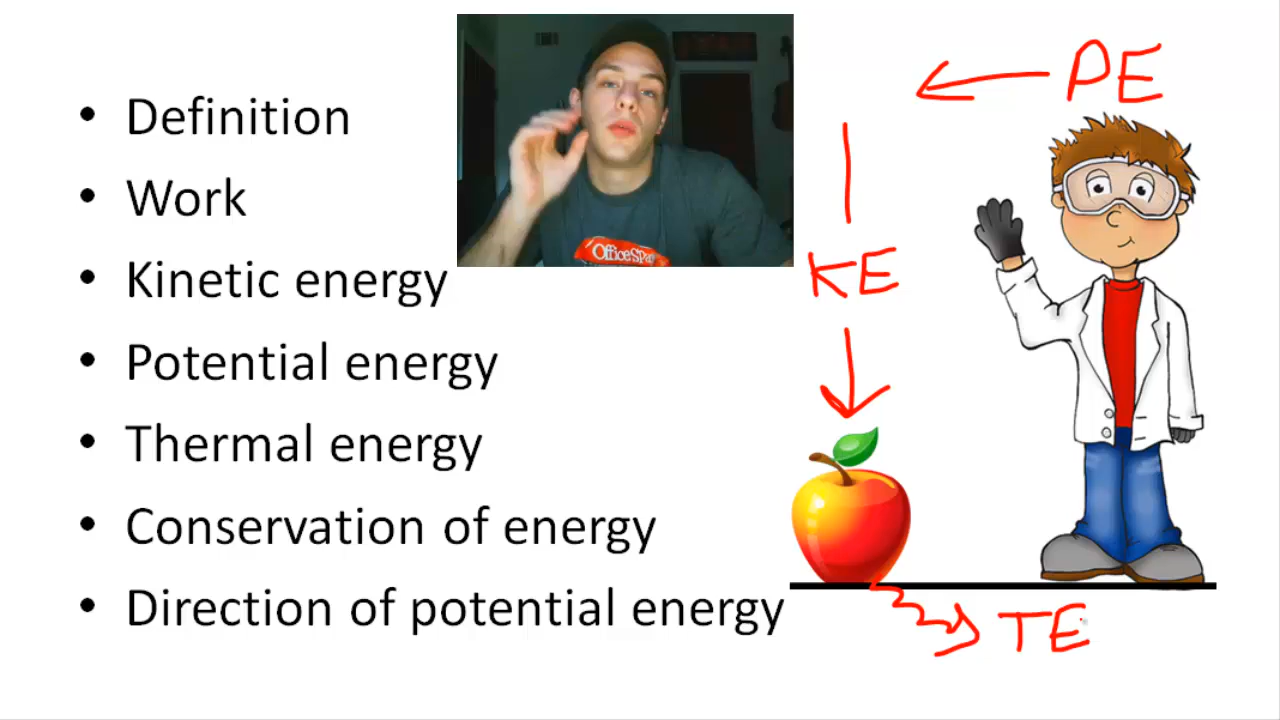 • Definition
• Work
• Kinetic energy
• Potential energy
• Thermal energy
• Conservation of energy
• Direction of potential energy
PE
KE
TE